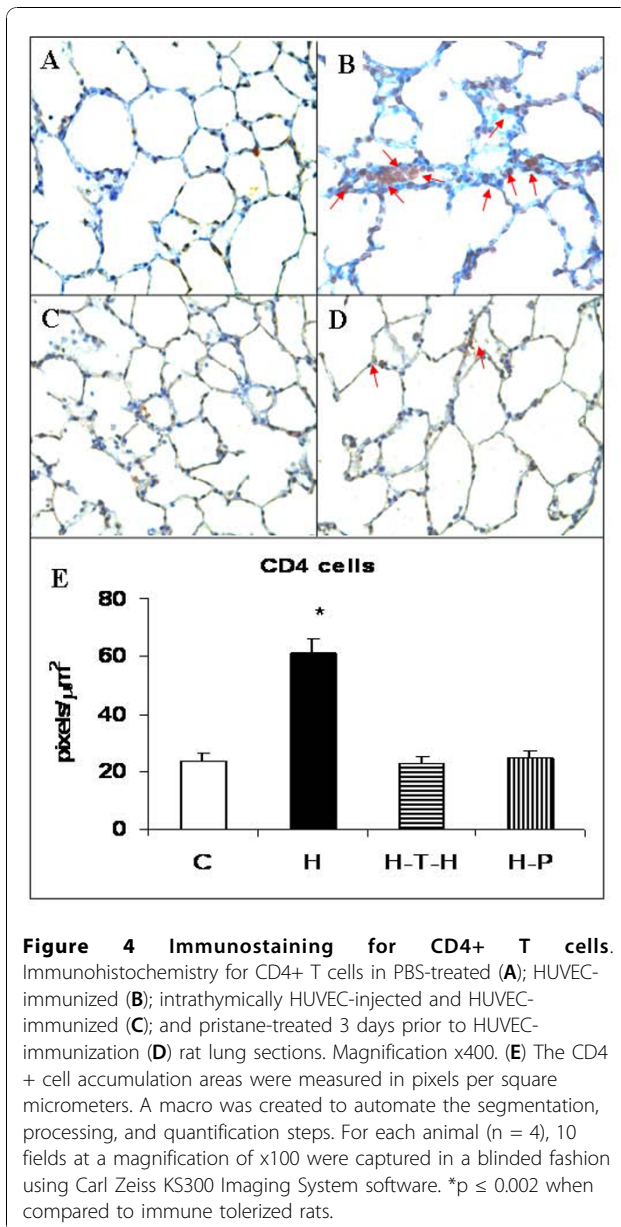 A
B
C
D
E
CD4 cells
*
80
60
40
20
0
pixels/μm²
C H H-T-H H-P
Figure 4 Immunostaining for CD4+ T cells.
Immunohistochemistry for CD4+ T cells in PBS-treated (A); HUVEC-
immunized (B); intrathymically HUVEC-injected and HUVEC-
immunized (C); and pristane-treated 3 days prior to HUVEC-
immunization (D) rat lung sections. Magnification x400. (E) The CD4
+ cell accumulation areas were measured in pixels per square
micrometers. A macro was created to automate the segmentation,
processing, and quantification steps. For each animal (n = 4), 10
fields at a magnification of x100 were captured in a blinded fashion
using Carl Zeiss KS300 Imaging System software. *p ≤ 0.002 when
compared to immune tolerized rats.